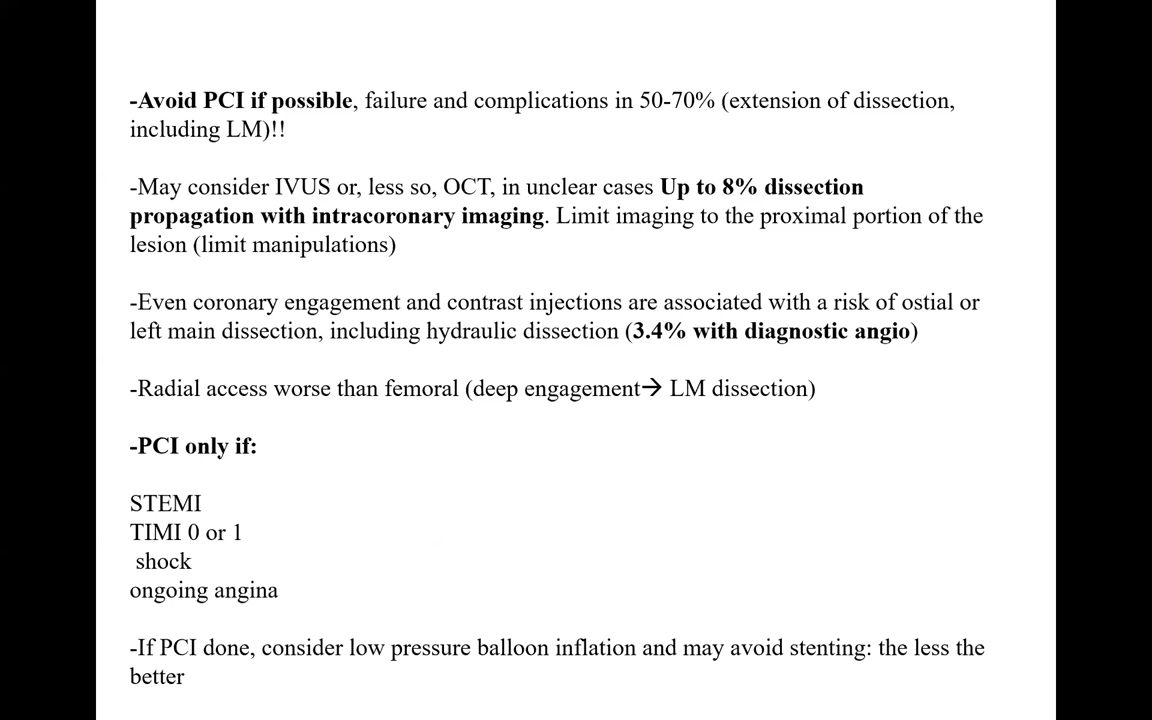 -Avoid PCI if possible, failure and complications in 50-70% (extension of dissection,
including LM)!!
-May consider IVUS or, less so, OCT, in unclear cases Up to 8% dissection
propagation with intracoronary imaging. Limit imaging to the proximal portion of the
lesion (limit manipulations)
-Even coronary engagement and contrast injections are associated with a risk of ostial or
left main dissection, including hydraulic dissection (3.4% with diagnostic angio)
-Radial access worse than femoral (deep engagement→ LM dissection)
-PCI only if:
STEMI
TIMI 0 or 1
shock
ongoing angina
-If PCI done, consider low pressure balloon inflation and may avoid stenting: the less the
better